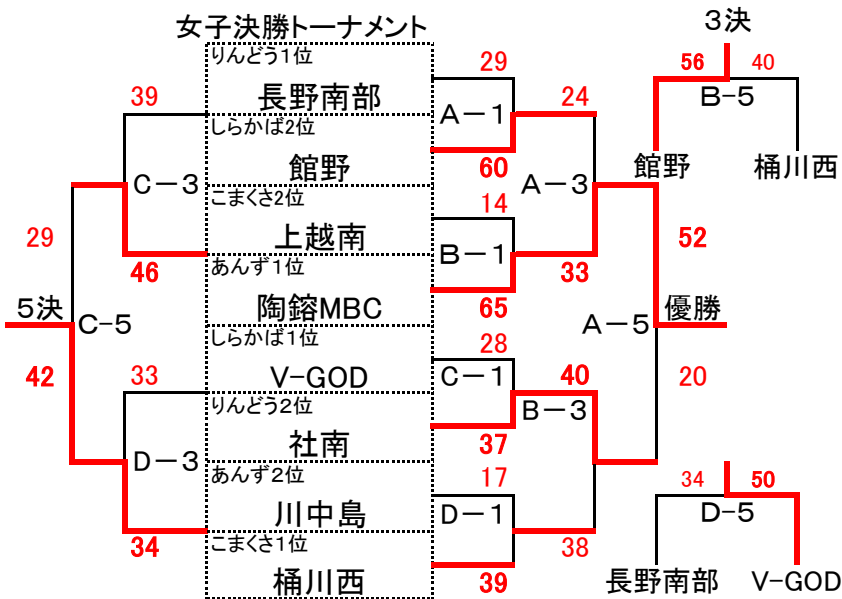 女子決勝トーナメント
３決
りんどう１位
長野南部
しらかば２位
館野
こまくさ２位
上越南
あんず１位
陶鎔MBC
しらかば１位
V-GOD
りんどう２位
社南
あんず２位
川中島
こまくさ１位
桶川西
39
C－3
46
29
５決
C-5
42
33
D－3
34
29
A－1
60
14
B－1
65
28
C－1
37
17
D－1
39
24
A－3
33
40
B－3
38
52
A－5
優勝
20
56
40
B-5
館野
桶川西
34
50
D-5
長野南部
V-GOD